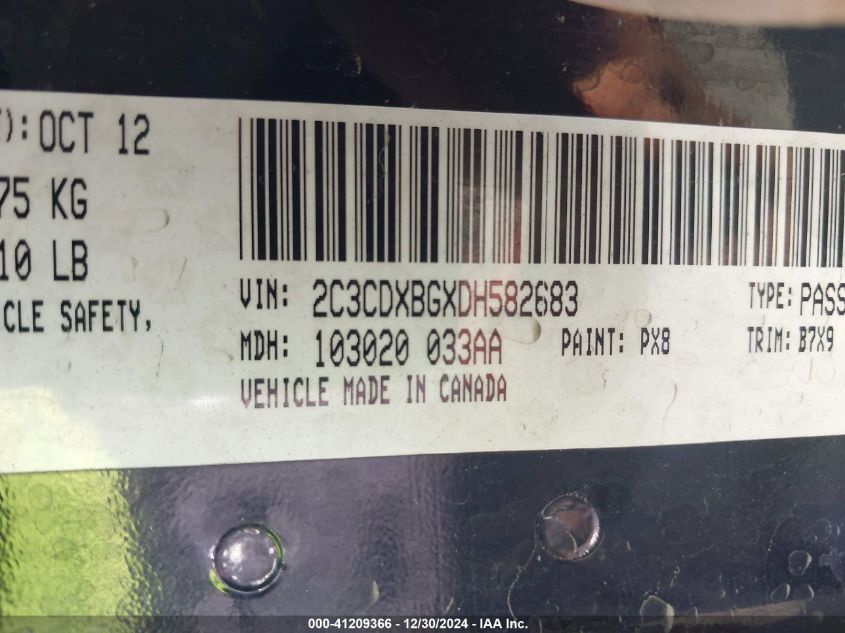 ): OCT 12
75 KG
10 LB
CLE SAFETY,
VIN: 2C3CDXBGXDH582683 TYPE: PASS
MDH: 103020 033AA PAINT: PX8 TRIM: B7X9
VEHICLE MADE IN CANADA
000-41209366 - 12/30/2024 - IAA Inc.